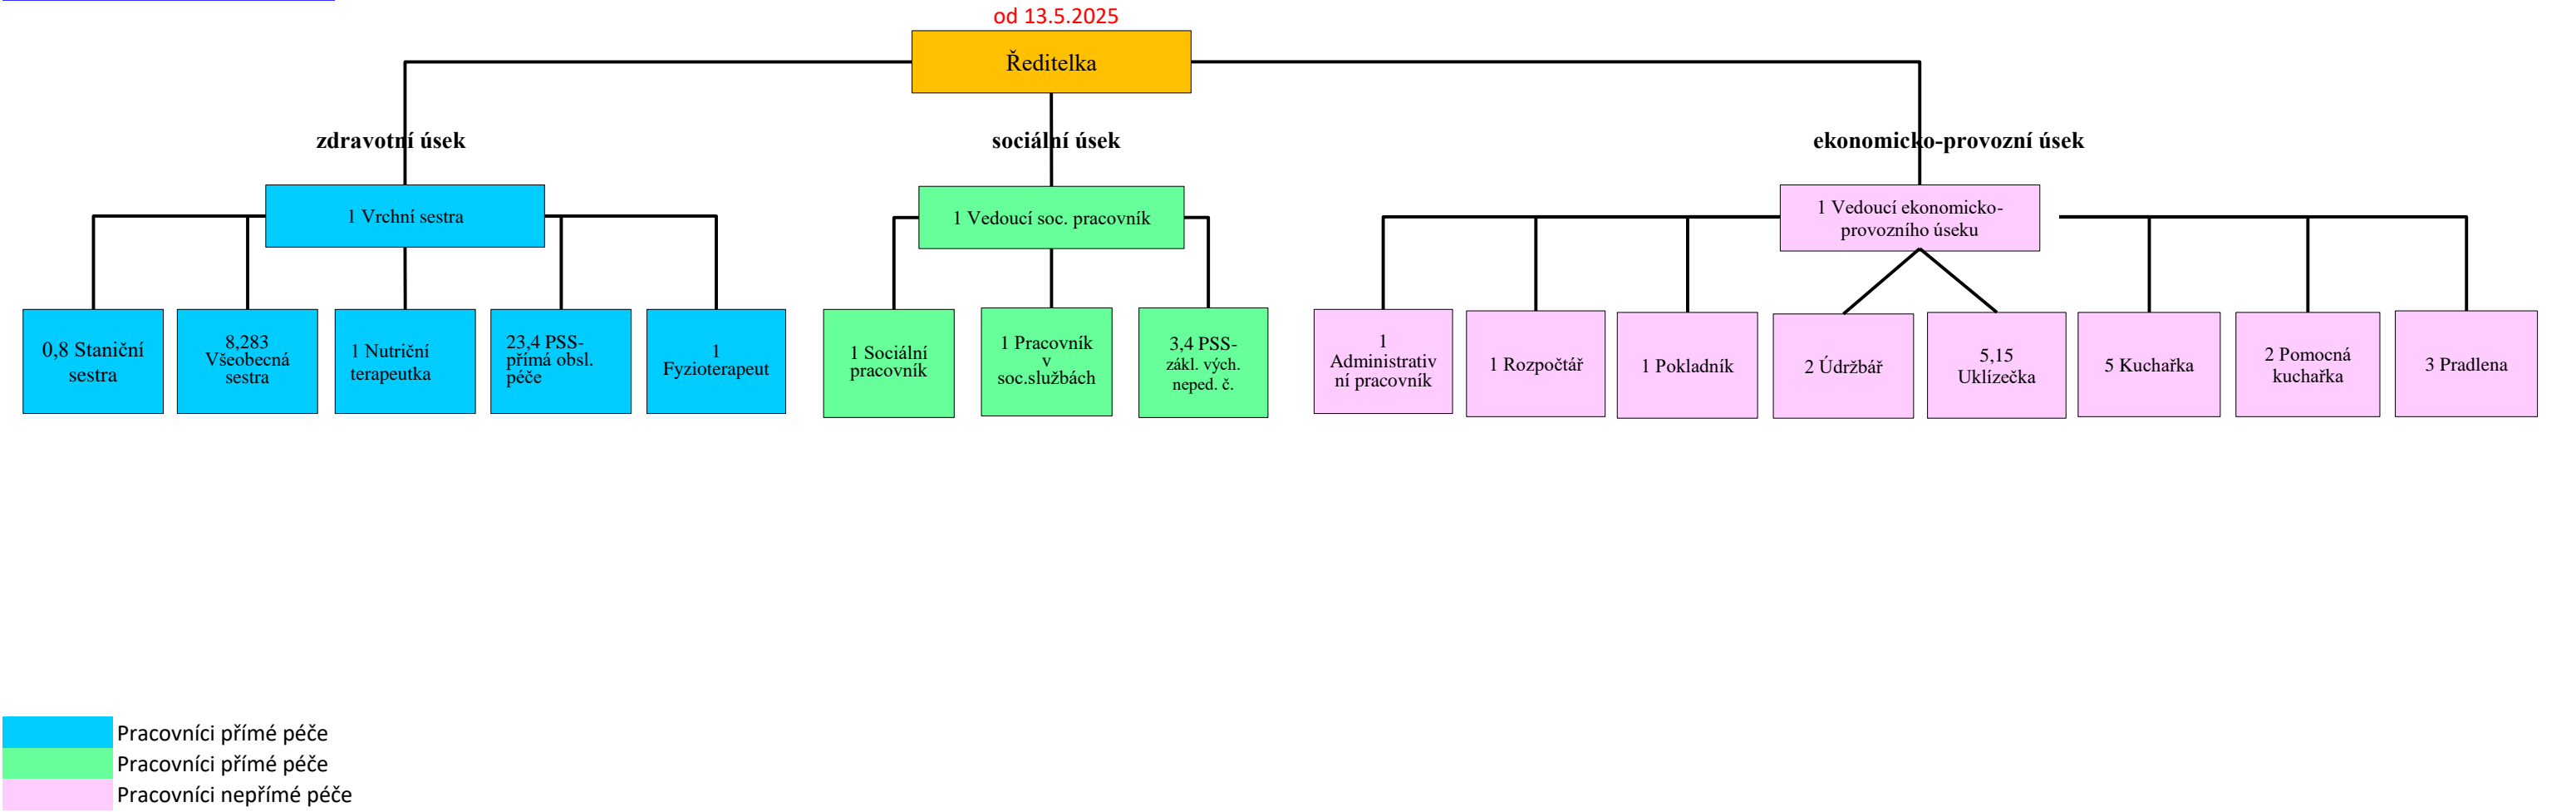 od 13.5.2025
Ředitelka
zdravotní úsek
sociální úsek
ekonomicko-provozní úsek
1 Vrchní sestra
1 Vedoucí soc. pracovník
1 Vedoucí ekonomicko-
provozního úseku
0,8 Staniční
sestra
8,283
Všeobecná
sestra
1 Nutriční
terapeutka
23,4 PSS-
přímá obsl.
péče
1
Fyzioterapeut
1 Sociální
pracovník
1 Pracovník
v
soc.službách
3,4 PSS-
zákl. vých.
neped. č.
1
Administrativ
ní pracovník
1 Rozpočtář
1 Pokladník
2 Údržbář
5,15
Uklízečka
5 Kuchařka
2 Pomocná
kuchařka
3 Pradlena
Pracovníci přímé péče
Pracovníci přímé péče
Pracovníci nepřímé péče